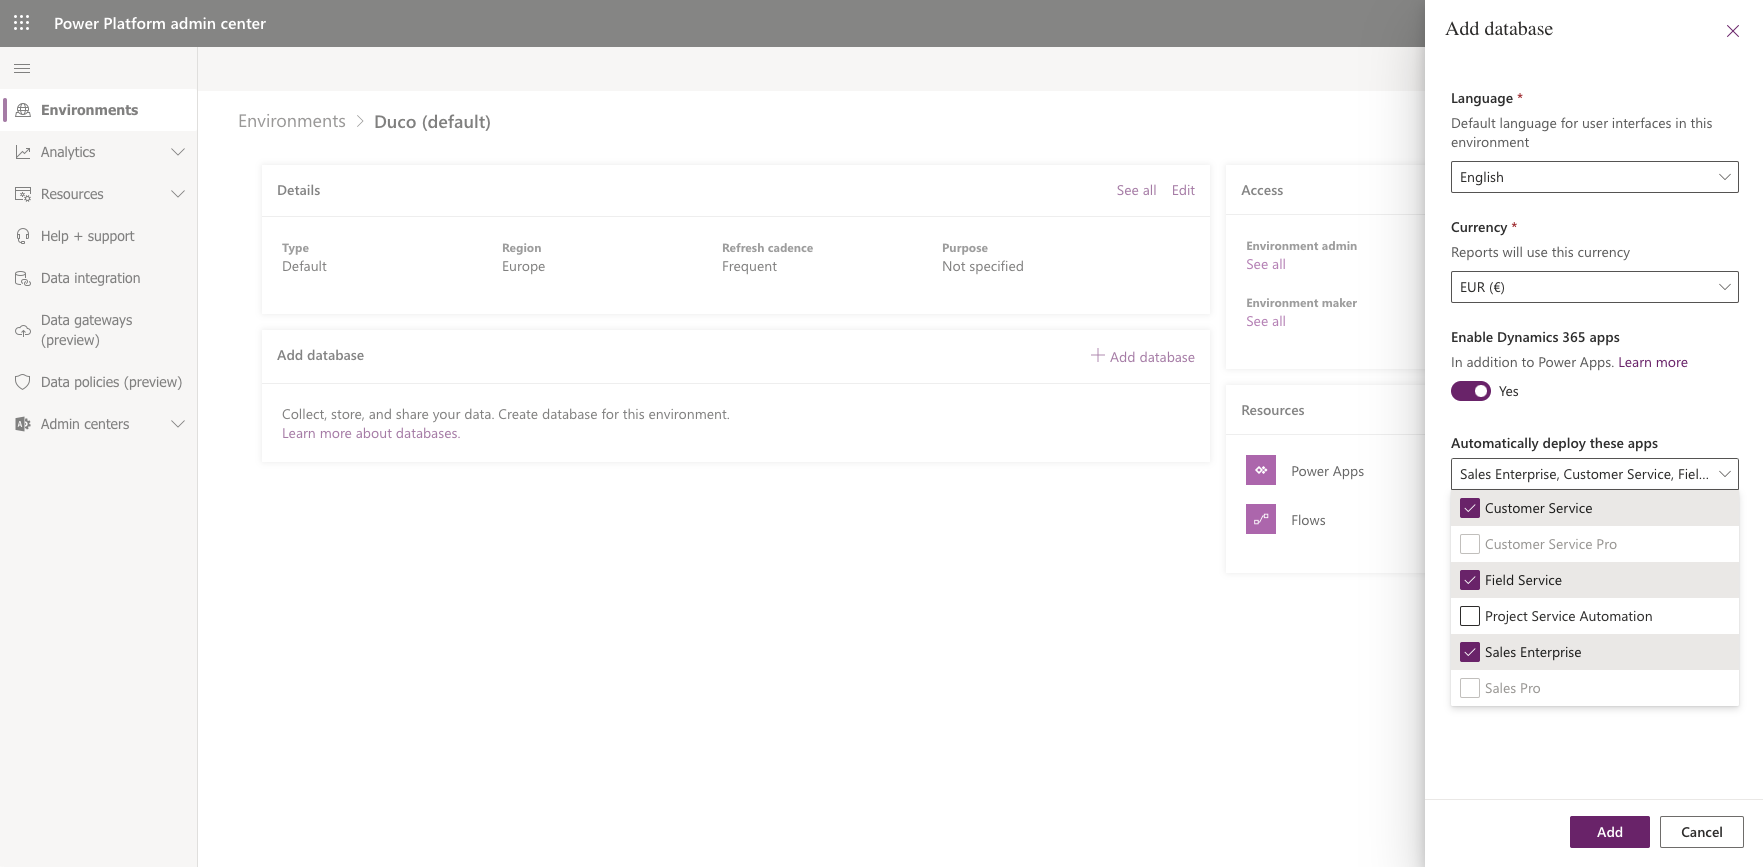 Power Platform admin center
Environments
Analytics
Resources
Help + support
Data integration
Data gateways
(preview)
Data policies (preview)
Admin centers
Environments > Duco (default)
Details
See all
Edit
Type
Default
Region
Europe
Refresh cadence
Frequent
Purpose
Not specified
Add database
+ Add database
Collect, store, and share your data. Create database for this environment.
Learn more about databases.
Access
Environment admin
See all
Environment maker
See all
Resources
Power Apps
Flows
Add database
Language *
Default language for user interfaces in this
environment
English
Currency *
Reports will use this currency
EUR (€)
Enable Dynamics 365 apps
In addition to Power Apps. Learn more
Yes
Automatically deploy these apps
Sales Enterprise, Customer Service, Fiel...
Customer Service
Customer Service Pro
Field Service
Project Service Automation
Sales Enterprise
Sales Pro
Add
Cancel